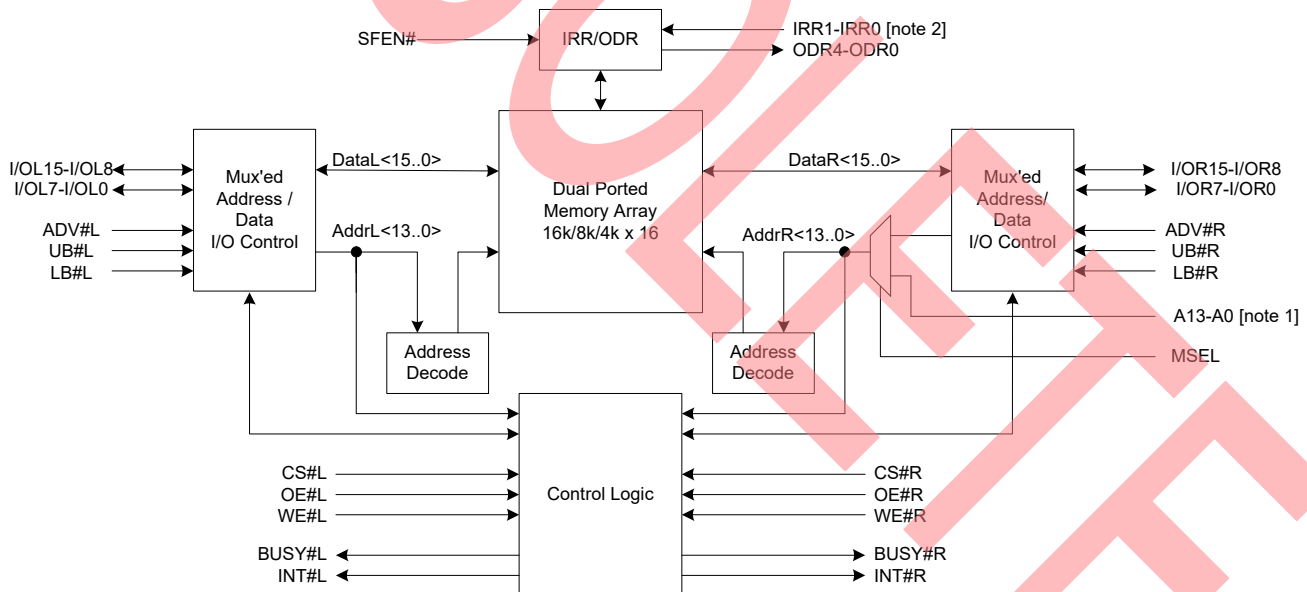 SFEN#
IRR/ODR
IRR1-IRR0 [note 2]
ODR4-ODR0
I/OL15-I/OL8
I/OL7-I/OL0
ADV#L
UB#L
LB#L
Mux'ed
Address /
Data
I/O Control
DataL<15..0>
AddrL<13..0>
Dual Ported
Memory Array
16k/8k/4k x 16
DataR<15..0>
AddrR<13..0>
Mux'ed
Address/
Data
I/O Control
I/OR15-I/OR8
I/OR7-I/OR0
ADV#R
UB#R
LB#R
A13-A0 [note 1]
MSEL
Address
Decode
Address
Decode
Control Logic
CS#L
OE#L
WE#L
BUSY#L
INT#L
CS#R
OE#R
WE#R
BUSY#R
INT#R